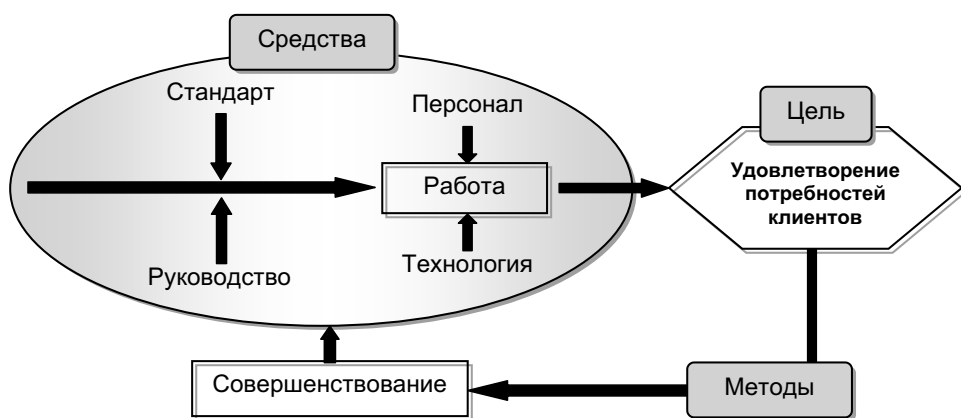 Средства
Стандарт
Персонал
Цель
Работа
Удовлетворение
потребностей
клиентов
Руководство
Технология
Совершенствование
Методы